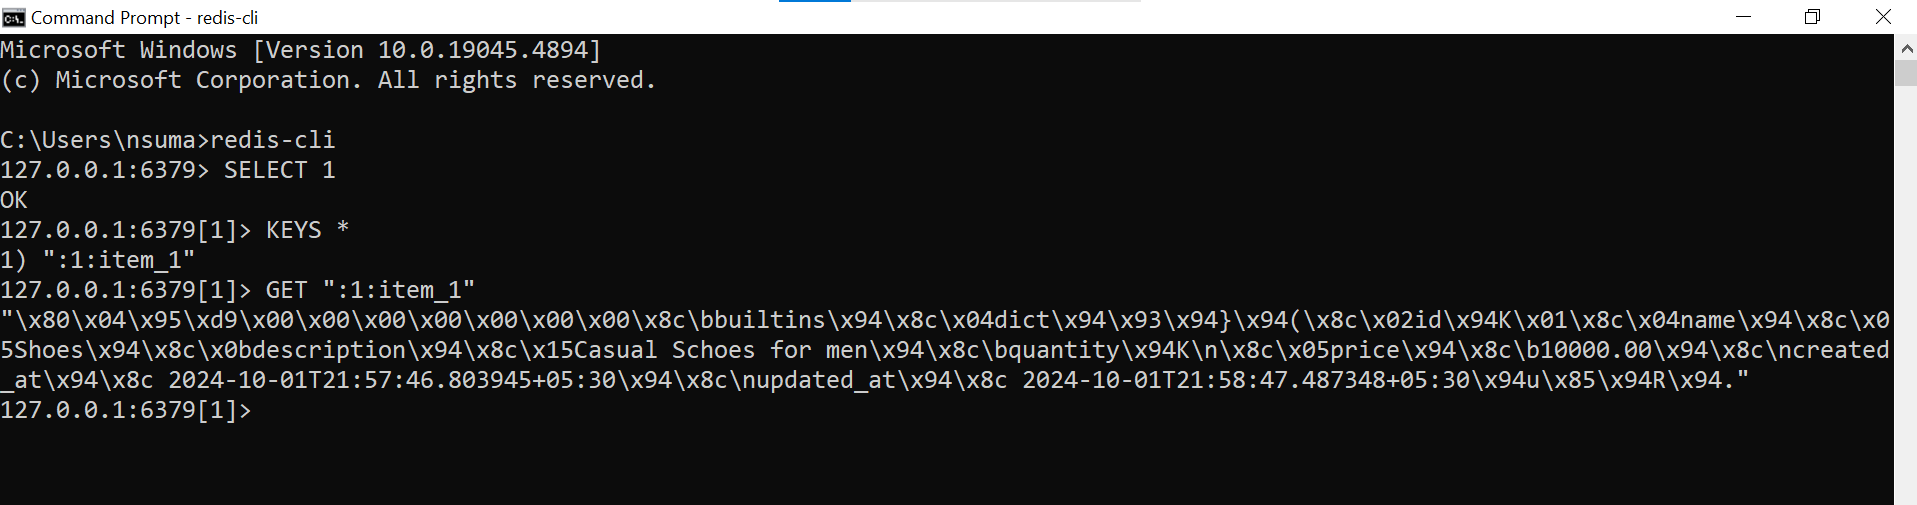 Command Prompt - redis-cli
Microsoft Windows [Version 10.0.19045.4894]
(c) Microsoft Corporation. All rights reserved.
C:\Users\nsuma>redis-cli
127.0.0.1:6379> SELECT 1
OK
127.0.0.1:6379[1]> KEYS *
1) ":1:item_1"
127.0.0.1:6379[1]> GET ":1:item_1"
"\x80\x04\x95\xd9\x00\x00\x00\x00\x00\x00\x00\x8c\bbuiltins\x94\x8c\x04dict\x94\x93\x94}\x94(\x8c\x02id\x94K\x01\x8c\x04name\x94\x8c\x0
5Shoes\x94\x8c\x0bdescription\x94\x8c\x15Casual Schoes for men\x94\x8c\bquantity\x94K\n\x8c\x05price\x94\x8c\b10000.00\x94\x8c\ncreated
_at\x94\x8c 2024-10-01T21:57:46.803945+05:30\x94\x8c\nupdated_at\x94\x8c 2024-10-01T21:58:47.487348+05:30\x94u\x85\x94R\x94."
127.0.0.1:6379[1]>